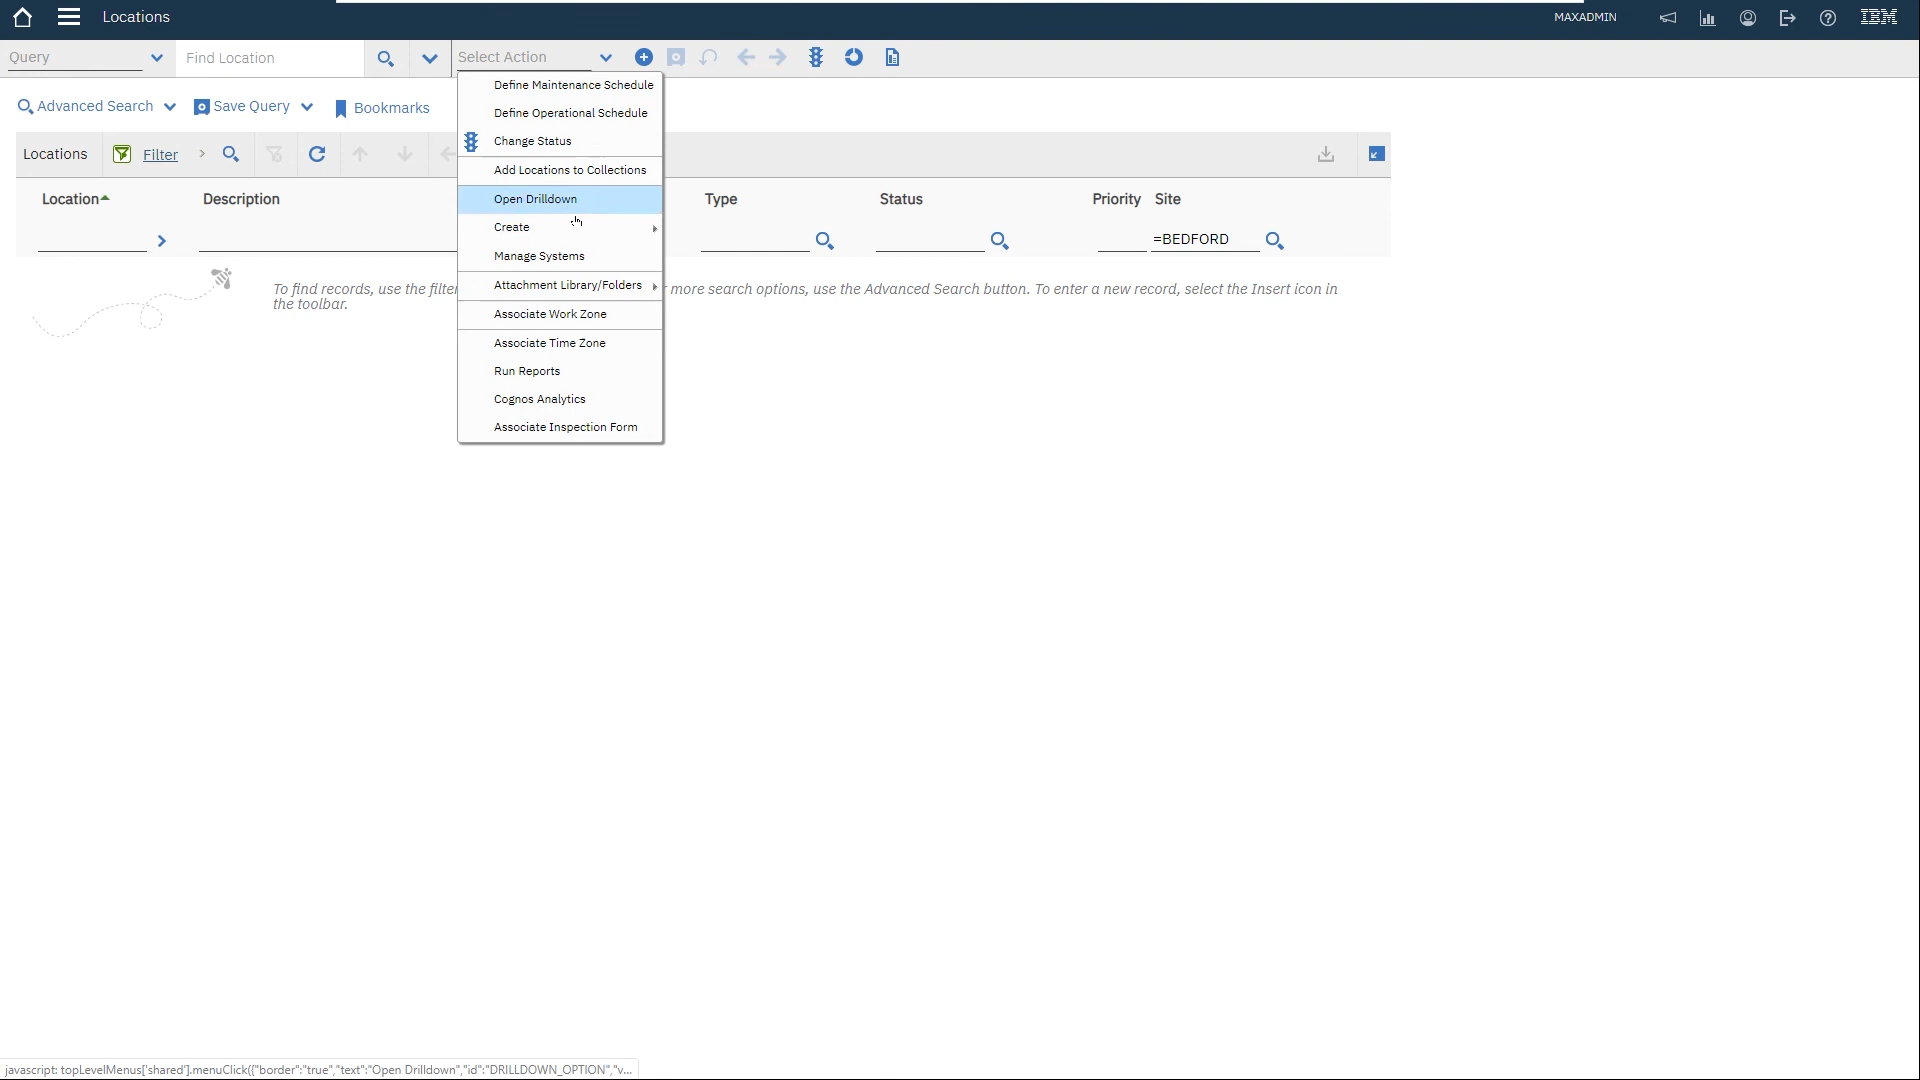 Locations
MAXADMIN
IBM
Query
Find Location
Select Action
Advanced Search
Save Query
Bookmarks
Define Maintenance Schedule
Define Operational Schedule
Change Status
Add Locations to Collections
Open Drilldown
Create
Manage Systems
Attachment Library/Folders
Associate Work Zone
Associate Time Zone
Run Reports
Cognos Analytics
Associate Inspection Form
Locations
Filter
Location
Description
Type
Status
Priority
Site
=BEDFORD
To find records, use the filter
more search options, use the Advanced Search button. To enter a new record, select the Insert icon in
the toolbar.
javascript: topLevelMenus['shared'].menuClick({"border":"true","text":"Open Drilldown","id":"DRILLDOWN_OPTION","v...